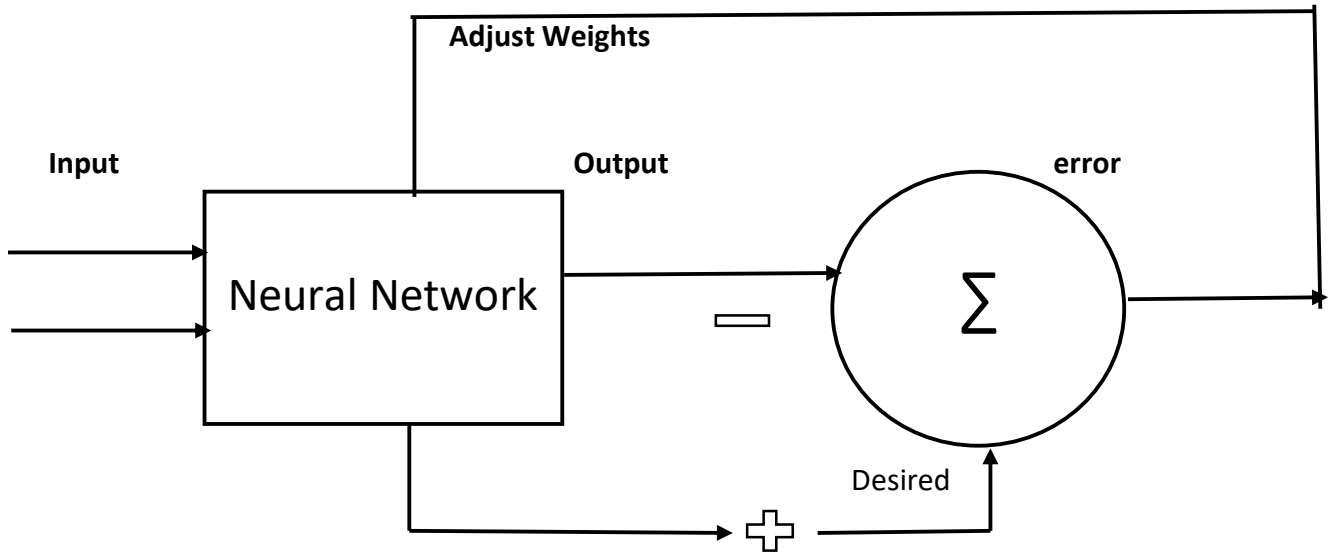 Adjust Weights
Input
Output
error
Neural Network
Σ
Desired